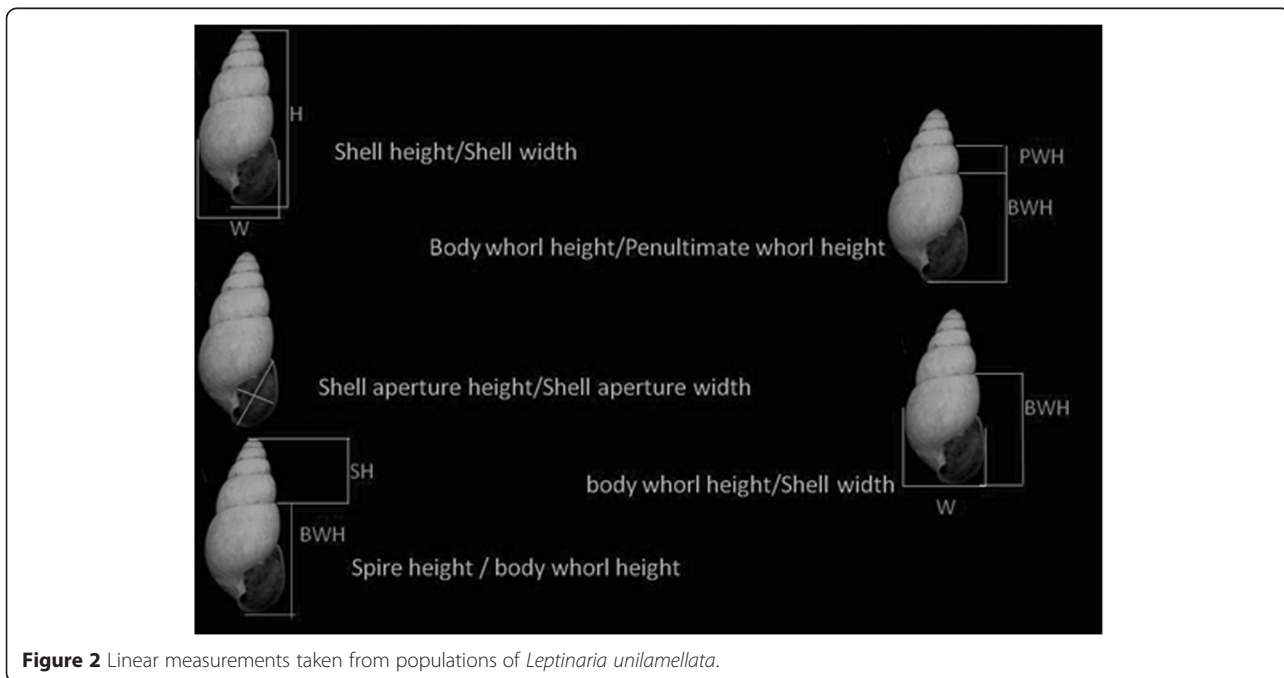 H
Shell height/Shell width
W
PWH
BWH
Body whorl height/Penultimate whorl height
Shell aperture height/Shell aperture width
BWH
SH
body whorl height/Shell width
W
BWH
Spire height / body whorl height
Figure 2 Linear measurements taken from populations of Leptinaria unilamellata.